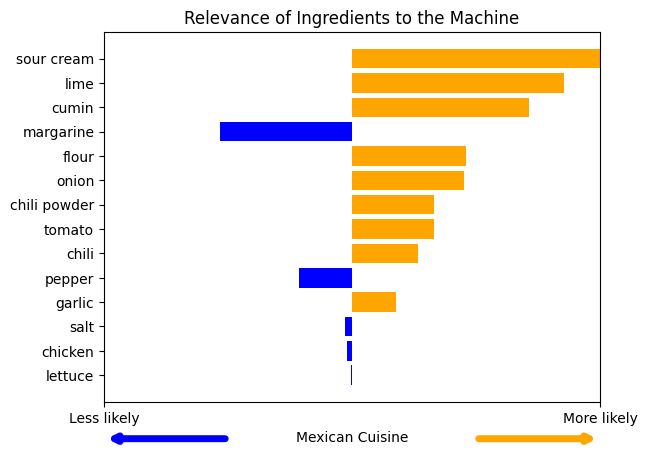 Relevance of Ingredients to the Machine
sour cream
lime
cumin
margarine
flour
onion
chili powder
tomato
chili
pepper
garlic
salt
chicken
lettuce
Less likely
More likely
Mexican Cuisine